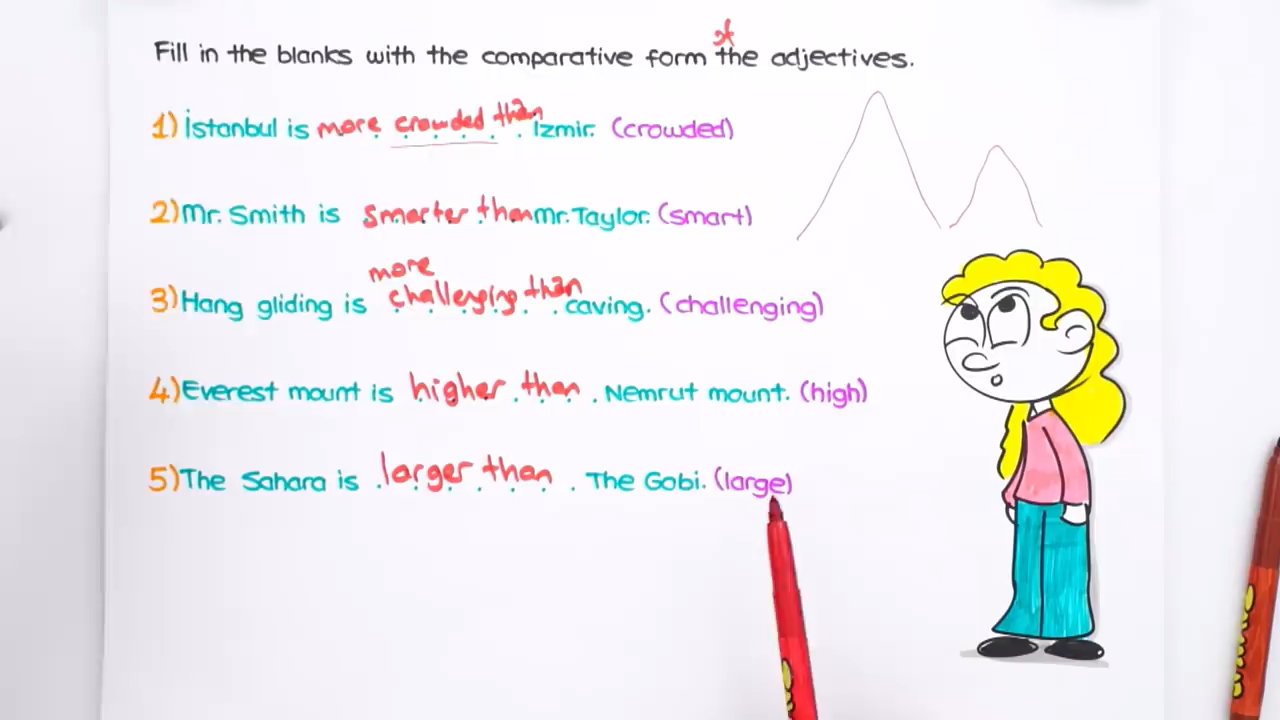 Fill in the blanks with the comparative form of the adjectives.
1) İstanbul is more crowded than İzmir. (crowded)
2) Mr. Smith is smarter than Mr. Taylor. (smart)
3) Hang gliding is more challenging than caving. (challenging)
4) Everest mount is higher than . Nemrut mount. (high)
5) The Sahara is larger than . The Gobi. (large)